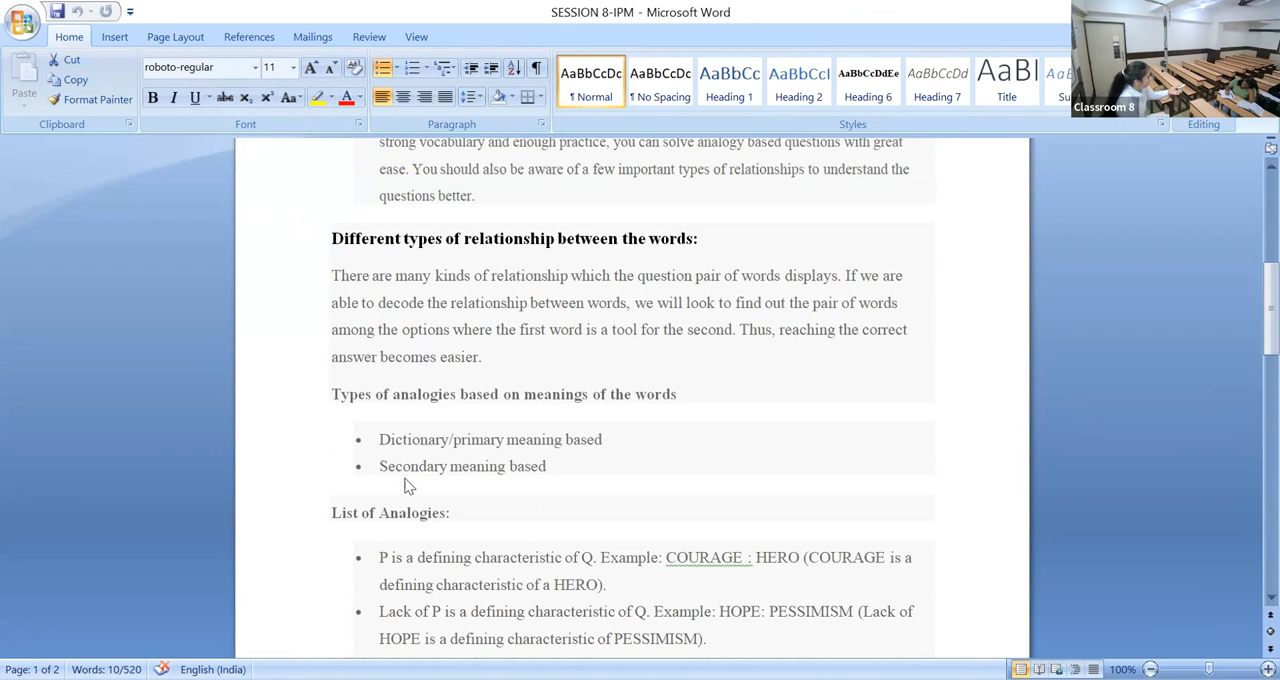 SESSION 8-IPM - Microsoft Word
Home Insert Page Layout References Mailings Review View
Paste
Cut
Copy
Format Painter
roboto-regular 11
AaBbCcDc AaBbCcDc AaBbCc AaBbCcI AaBbCcDdEe AaBbCcDd AaBl
¶ Normal ¶ No Spacing Heading 1 Heading 2 Heading 6 Heading 7 Title
Clipboard Font Paragraph Styles Editing
Classroom 8
strong vocabulary and enough practice, you can solve analogy based questions with great
ease. You should also be aware of a few important types of relationships to understand the
questions better.
Different types of relationship between the words:
There are many kinds of relationship which the question pair of words displays. If we are
able to decode the relationship between words, we will look to find out the pair of words
among the options where the first word is a tool for the second. Thus, reaching the correct
answer becomes easier.
Types of analogies based on meanings of the words
• Dictionary/primary meaning based
• Secondary meaning based
List of Analogies:
• P is a defining characteristic of Q. Example: COURAGE : HERO (COURAGE is a
defining characteristic of a HERO).
• Lack of P is a defining characteristic of Q. Example: HOPE: PESSIMISM (Lack of
HOPE is a defining characteristic of PESSIMISM).
Page: 1 of 2 Words: 10/520 English (India) 100%